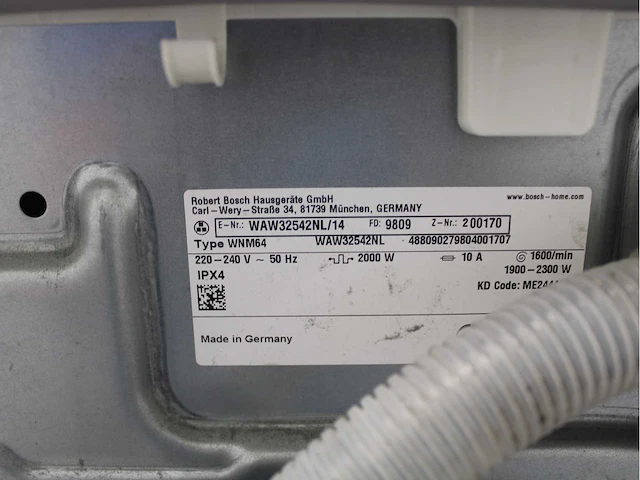 Robert Bosch Hausgeräte GmbH www.bosch-home.com
Carl-Wery-Straße 34, 81739 München, GERMANY
E-Nr.: WAW32542NL/14 FD: 9809 Z-Nr.: 200170
Type WNM64 WAW32542NL 488090279804001707
220-240 V ~ 50 Hz 2000 W 10 A 1600/min
1900-2300 W
IPX4
KD Code:
Made in Germany